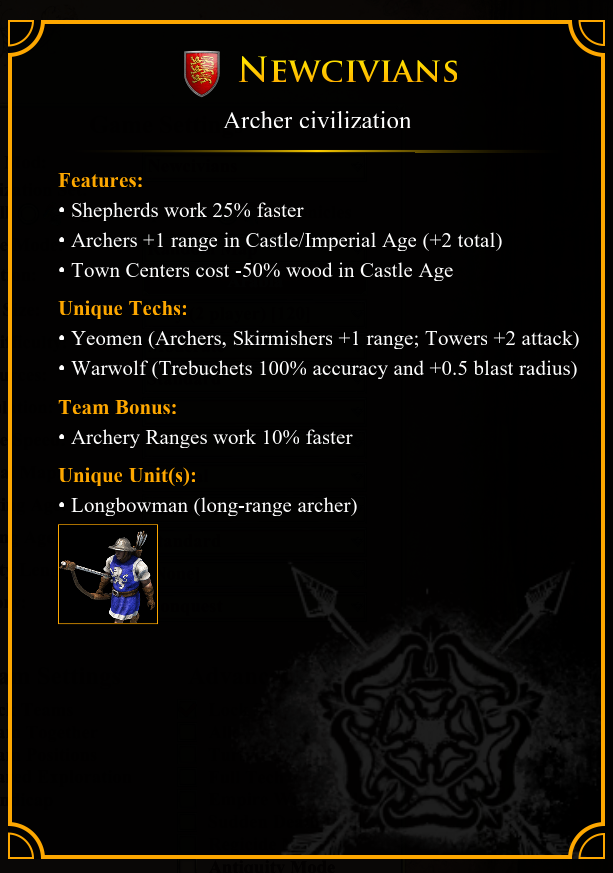 Newcivians
Archer civilization
Features:
• Shepherds work 25% faster
• Archers +1 range in Castle/Imperial Age (+2 total)
• Town Centers cost -50% wood in Castle Age
Unique Techs:
• Yeomen (Archers, Skirmishers +1 range; Towers +2 attack)
• Warwolf (Trebuchets 100% accuracy and +0.5 blast radius)
Team Bonus:
• Archery Ranges work 10% faster
Unique Unit(s):
• Longbowman (long-range archer)